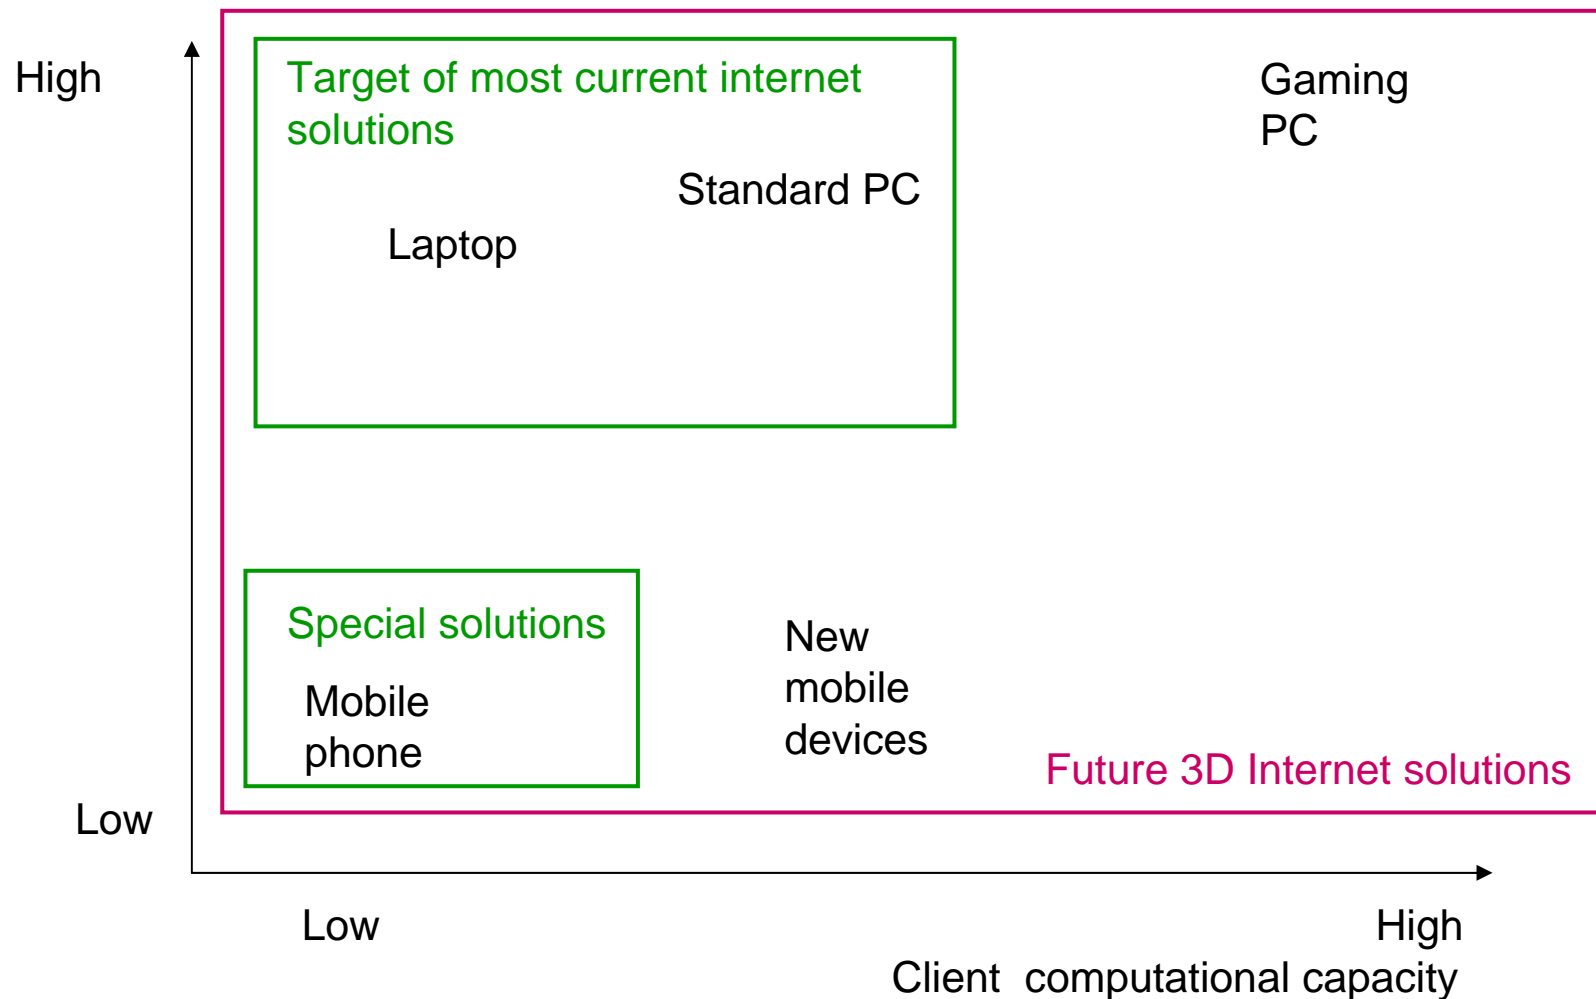 High
Target of most current internet
solutions
Gaming
PC
Standard PC
Laptop
Special solutions
Mobile
phone
New
mobile
devices
Future 3D Internet solutions
Low
Low
High
Client  computational capacity